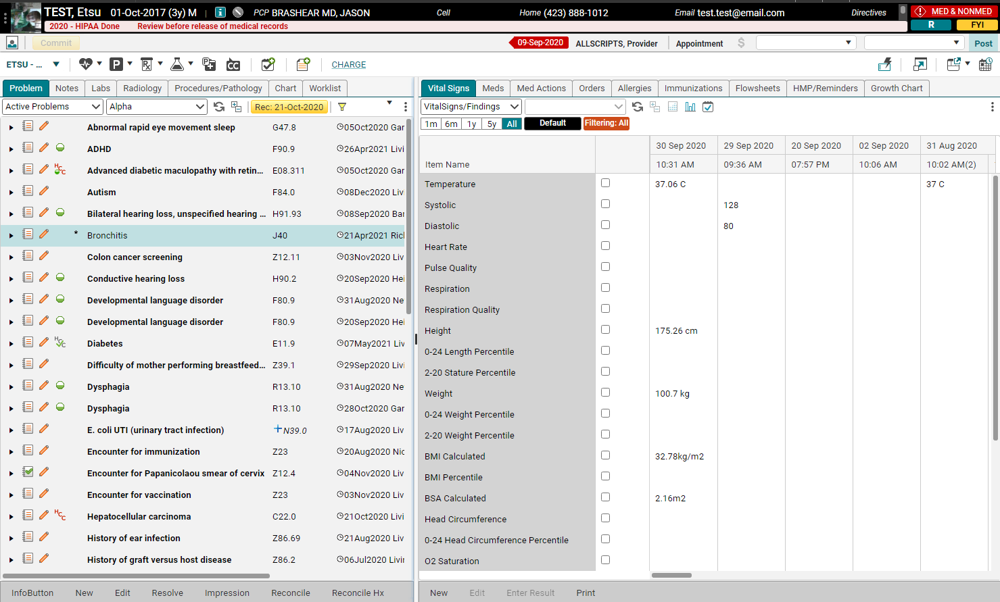 TEST, Etsu 01-Oct-2017 (3y) M PCP BRASHEAR MD, JASON Cell Home (423) 888-1012 Email test.test@email.com Directives MED & NONMED
2020 - HIPAA Done Review before release of medical records R FYI
Commit 09-Sep-2020 ALLSCRIPTS, Provider Appointment $ Post
ETSU - ... CHARGE
Problem Notes Labs Radiology Procedures/Pathology Chart Worklist
Active Problems Alpha Rec: 21-Oct-2020
Abnormal rapid eye movement sleep G47.8 05Oct2020 Gar
ADHD F90.9 26Apr2021 Livi
HCC Advanced diabetic maculopathy with retin... E08.311 05Oct2020 Gar
Autism F84.0 08Dec2020 Livi
Bilateral hearing loss, unspecified hearing ... H91.93 08Sep2020 Bar
* Bronchitis J40 21Apr2021 Ricl
Colon cancer screening Z12.11 03Nov2020 Liv
Conductive hearing loss H90.2 20Sep2020 Hei
Developmental language disorder F80.9 31Aug2020 Ne
Developmental language disorder F80.9 20Sep2020 Hei
Diabetes E11.9 07May2021 Liv
Difficulty of mother performing breastfeed... Z39.1 29Sep2020 Livi
Dysphagia R13.10 31Aug2020 Ne
Dysphagia R13.10 28Oct2020 Gar
E. coli UTI (urinary tract infection) N39.0 17Aug2020 Liv
Encounter for immunization Z23 20Aug2020 Nic
Encounter for Papanicolaou smear of cervix Z12.4 04Nov2020 Liv
Encounter for vaccination Z23 03Nov2020 Liv
HCC Hepatocellular carcinoma C22.0 21Oct2020 Livi
History of ear infection Z86.69 21Aug2020 Liv
History of graft versus host disease Z86.2 06Jul2020 Livir
InfoButton New Edit Resolve Impression Reconcile Reconcile Hx
Vital Signs Meds Med Actions Orders Allergies Immunizations Flowsheets HMP/Reminders Growth Chart
VitalSigns/Findings
1m 6m 1y 5y All Default Filtering: All
30 Sep 2020 29 Sep 2020 20 Sep 2020 02 Sep 2020 31 Aug 2020
Item Name 10:31 AM 09:36 AM 07:57 PM 10:06 AM 10:02 AM(2)
Temperature 37.06 C 37 C
Systolic 128
Diastolic 80
Heart Rate
Pulse Quality
Respiration
Respiration Quality
Height 175.26 cm
0-24 Length Percentile
2-20 Stature Percentile
Weight 100.7 kg
0-24 Weight Percentile
2-20 Weight Percentile
BMI Calculated 32.78kg/m2
BMI Percentile
BSA Calculated 2.16m2
Head Circumference
0-24 Head Circumference Percentile
O2 Saturation
New Edit Enter Result Print